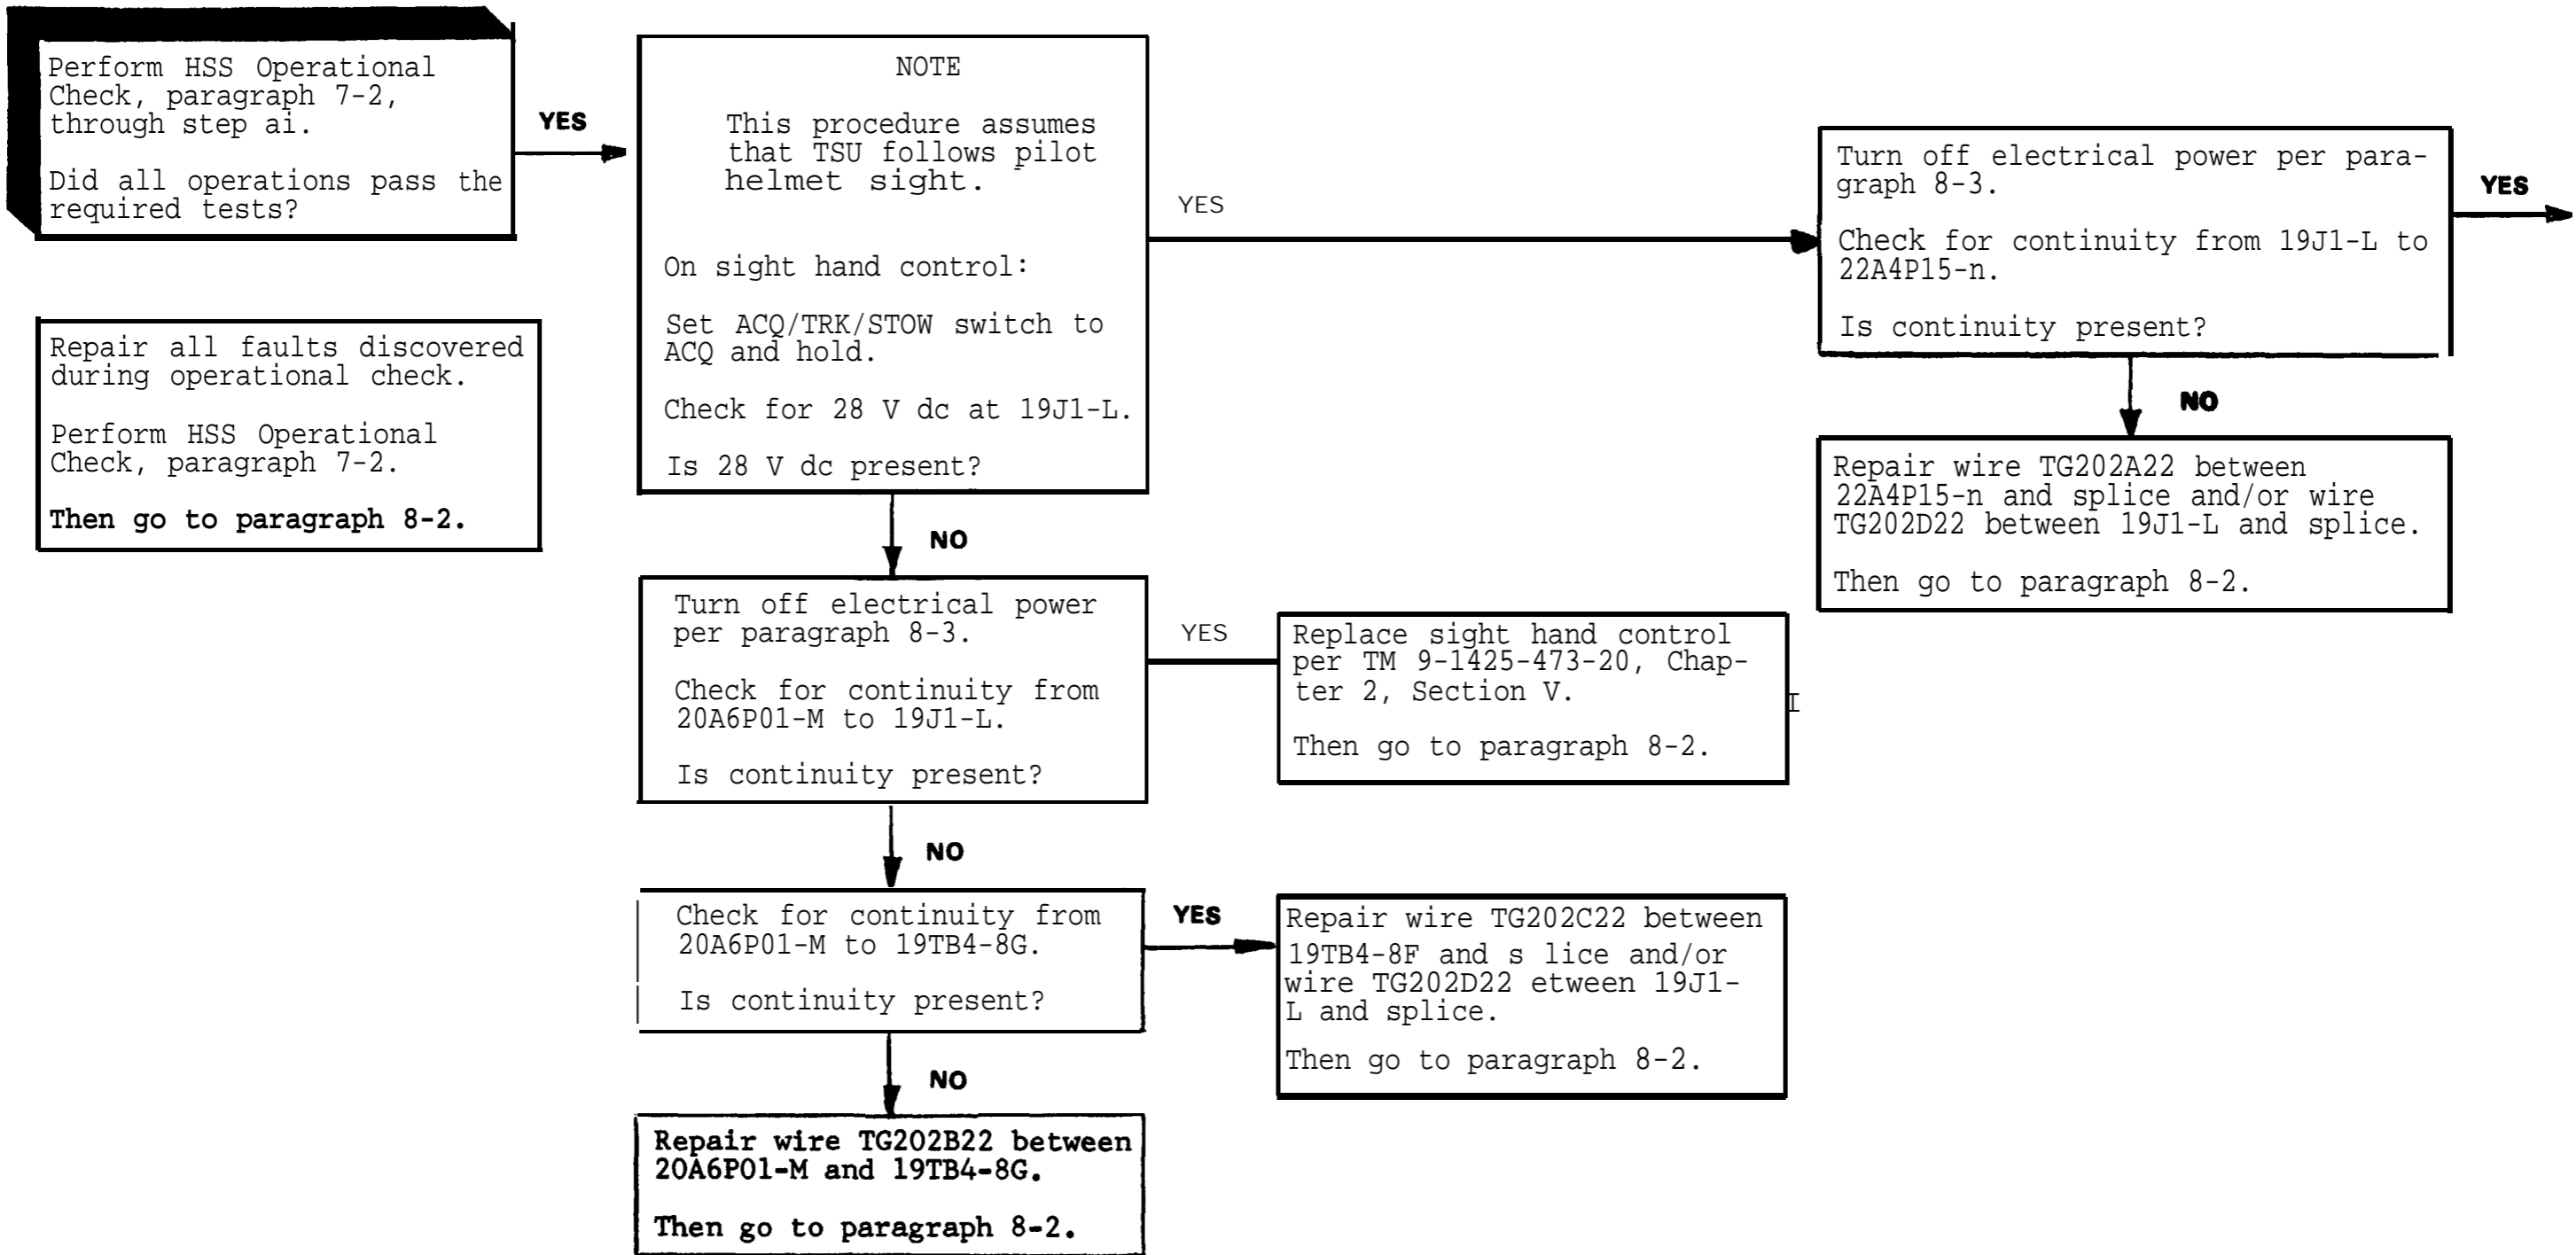 Perform HSS Operational
Check, paragraph 7-2,
through step ai.
Did all operations pass the
required tests?
YES
Repair all faults discovered
during operational check.
Perform HSS Operational
Check, paragraph 7-2.
Then go to paragraph 8-2.
NOTE
This procedure assumes
that TSU follows pilot
helmet sight.
On sight hand control:
Set ACQ/TRK/STOW switch to
ACQ and hold.
Check for 28 V dc at 19J1-L.
Is 28 V dc present?
YES
NO
Turn off electrical power per para-
graph 8-3.
Check for continuity from 19J1-L to
22A4P15-n.
Is continuity present?
YES
NO
Repair wire TG202A22 between
22A4P15-n and splice and/or wire
TG202D22 between 19J1-L and splice.
Then go to paragraph 8-2.
Turn off electrical power
per paragraph 8-3.
Check for continuity from
20A6P01-M to 19J1-L.
Is continuity present?
YES
NO
Replace sight hand control
per TM 9-1425-473-20, Chap-
ter 2, Section V.
Then go to paragraph 8-2.
I
Check for continuity from
20A6P01-M to 19TB4-8G.
Is continuity present?
YES
NO
Repair wire TG202C22 between
19TB4-8F and s lice and/or
wire TG202D22 etween 19J1-
L and splice.
Then go to paragraph 8-2.
Repair wire TG202B22 between
20A6P01-M and 19TB4-8G.
Then go to paragraph 8-2.